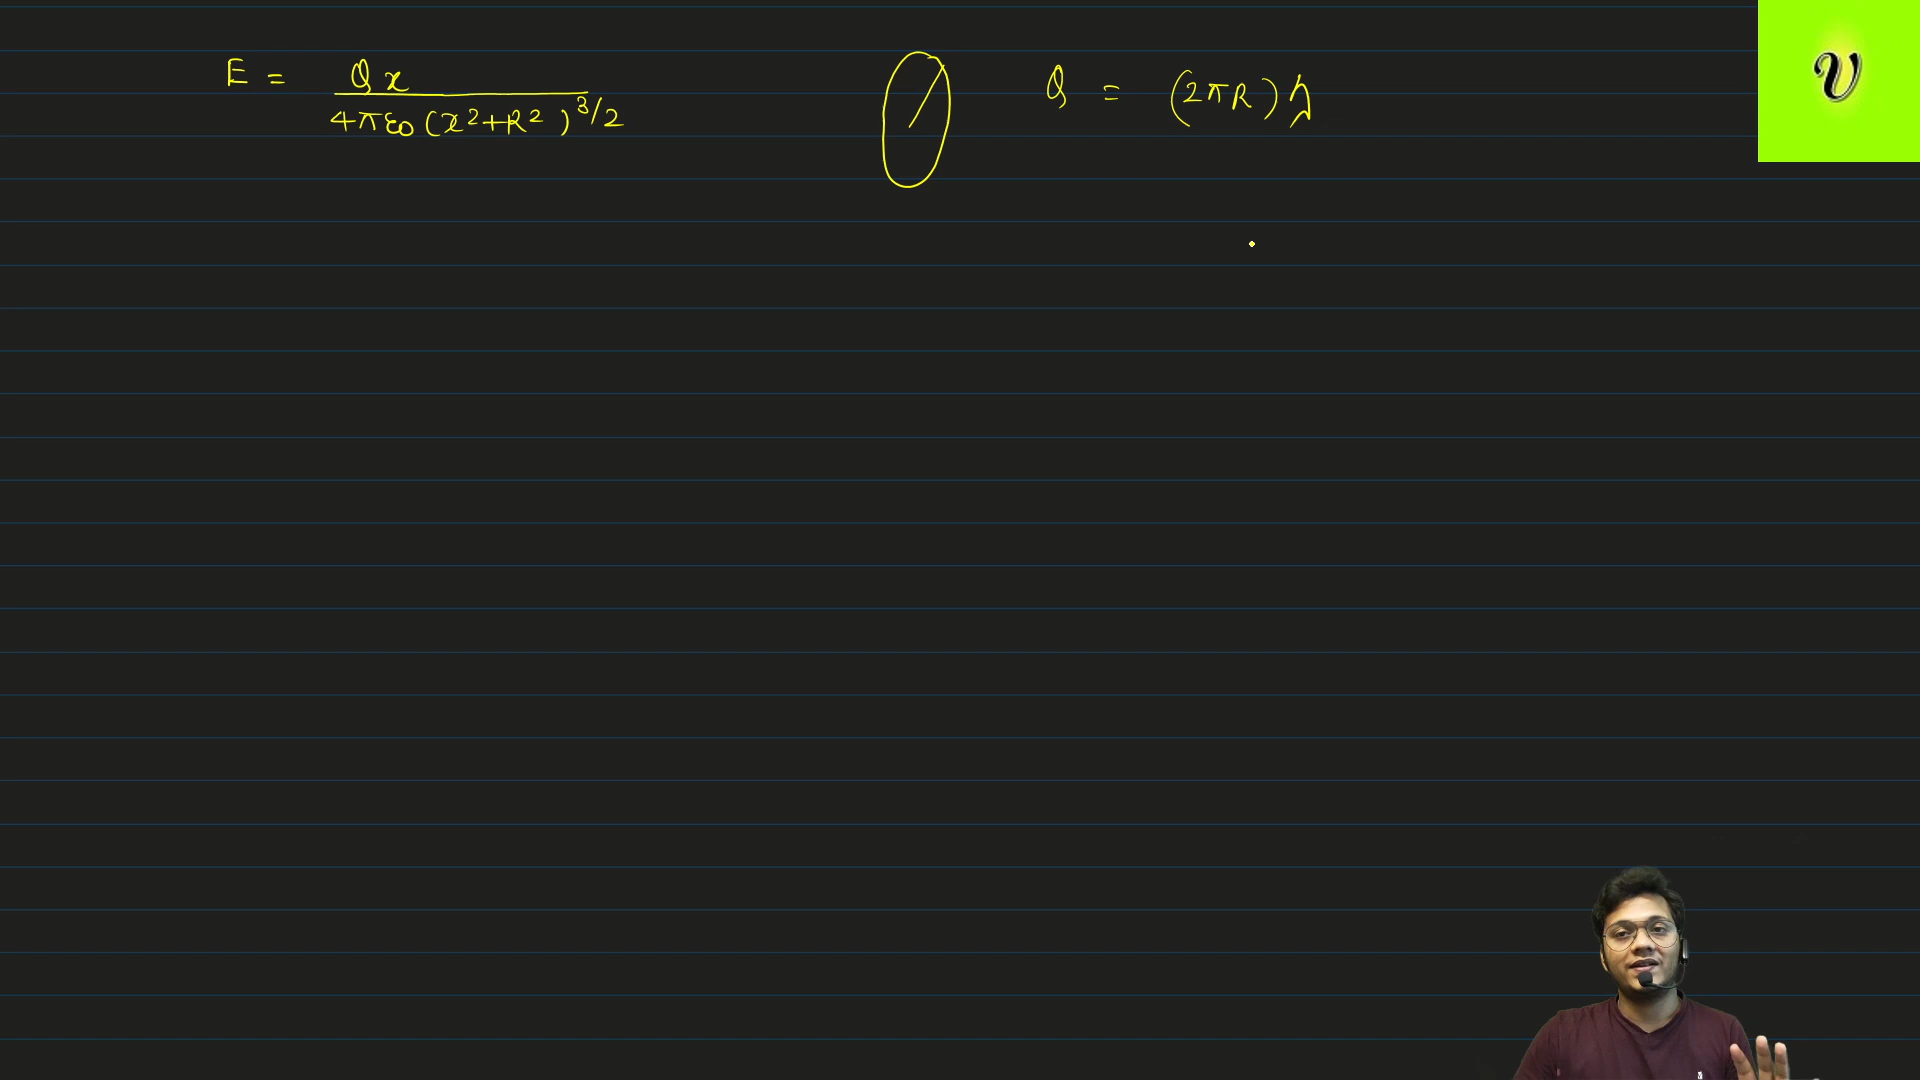 E = Qx / 4πε0 (x²+R²)^3/2
Q = (2πR) λ
υ